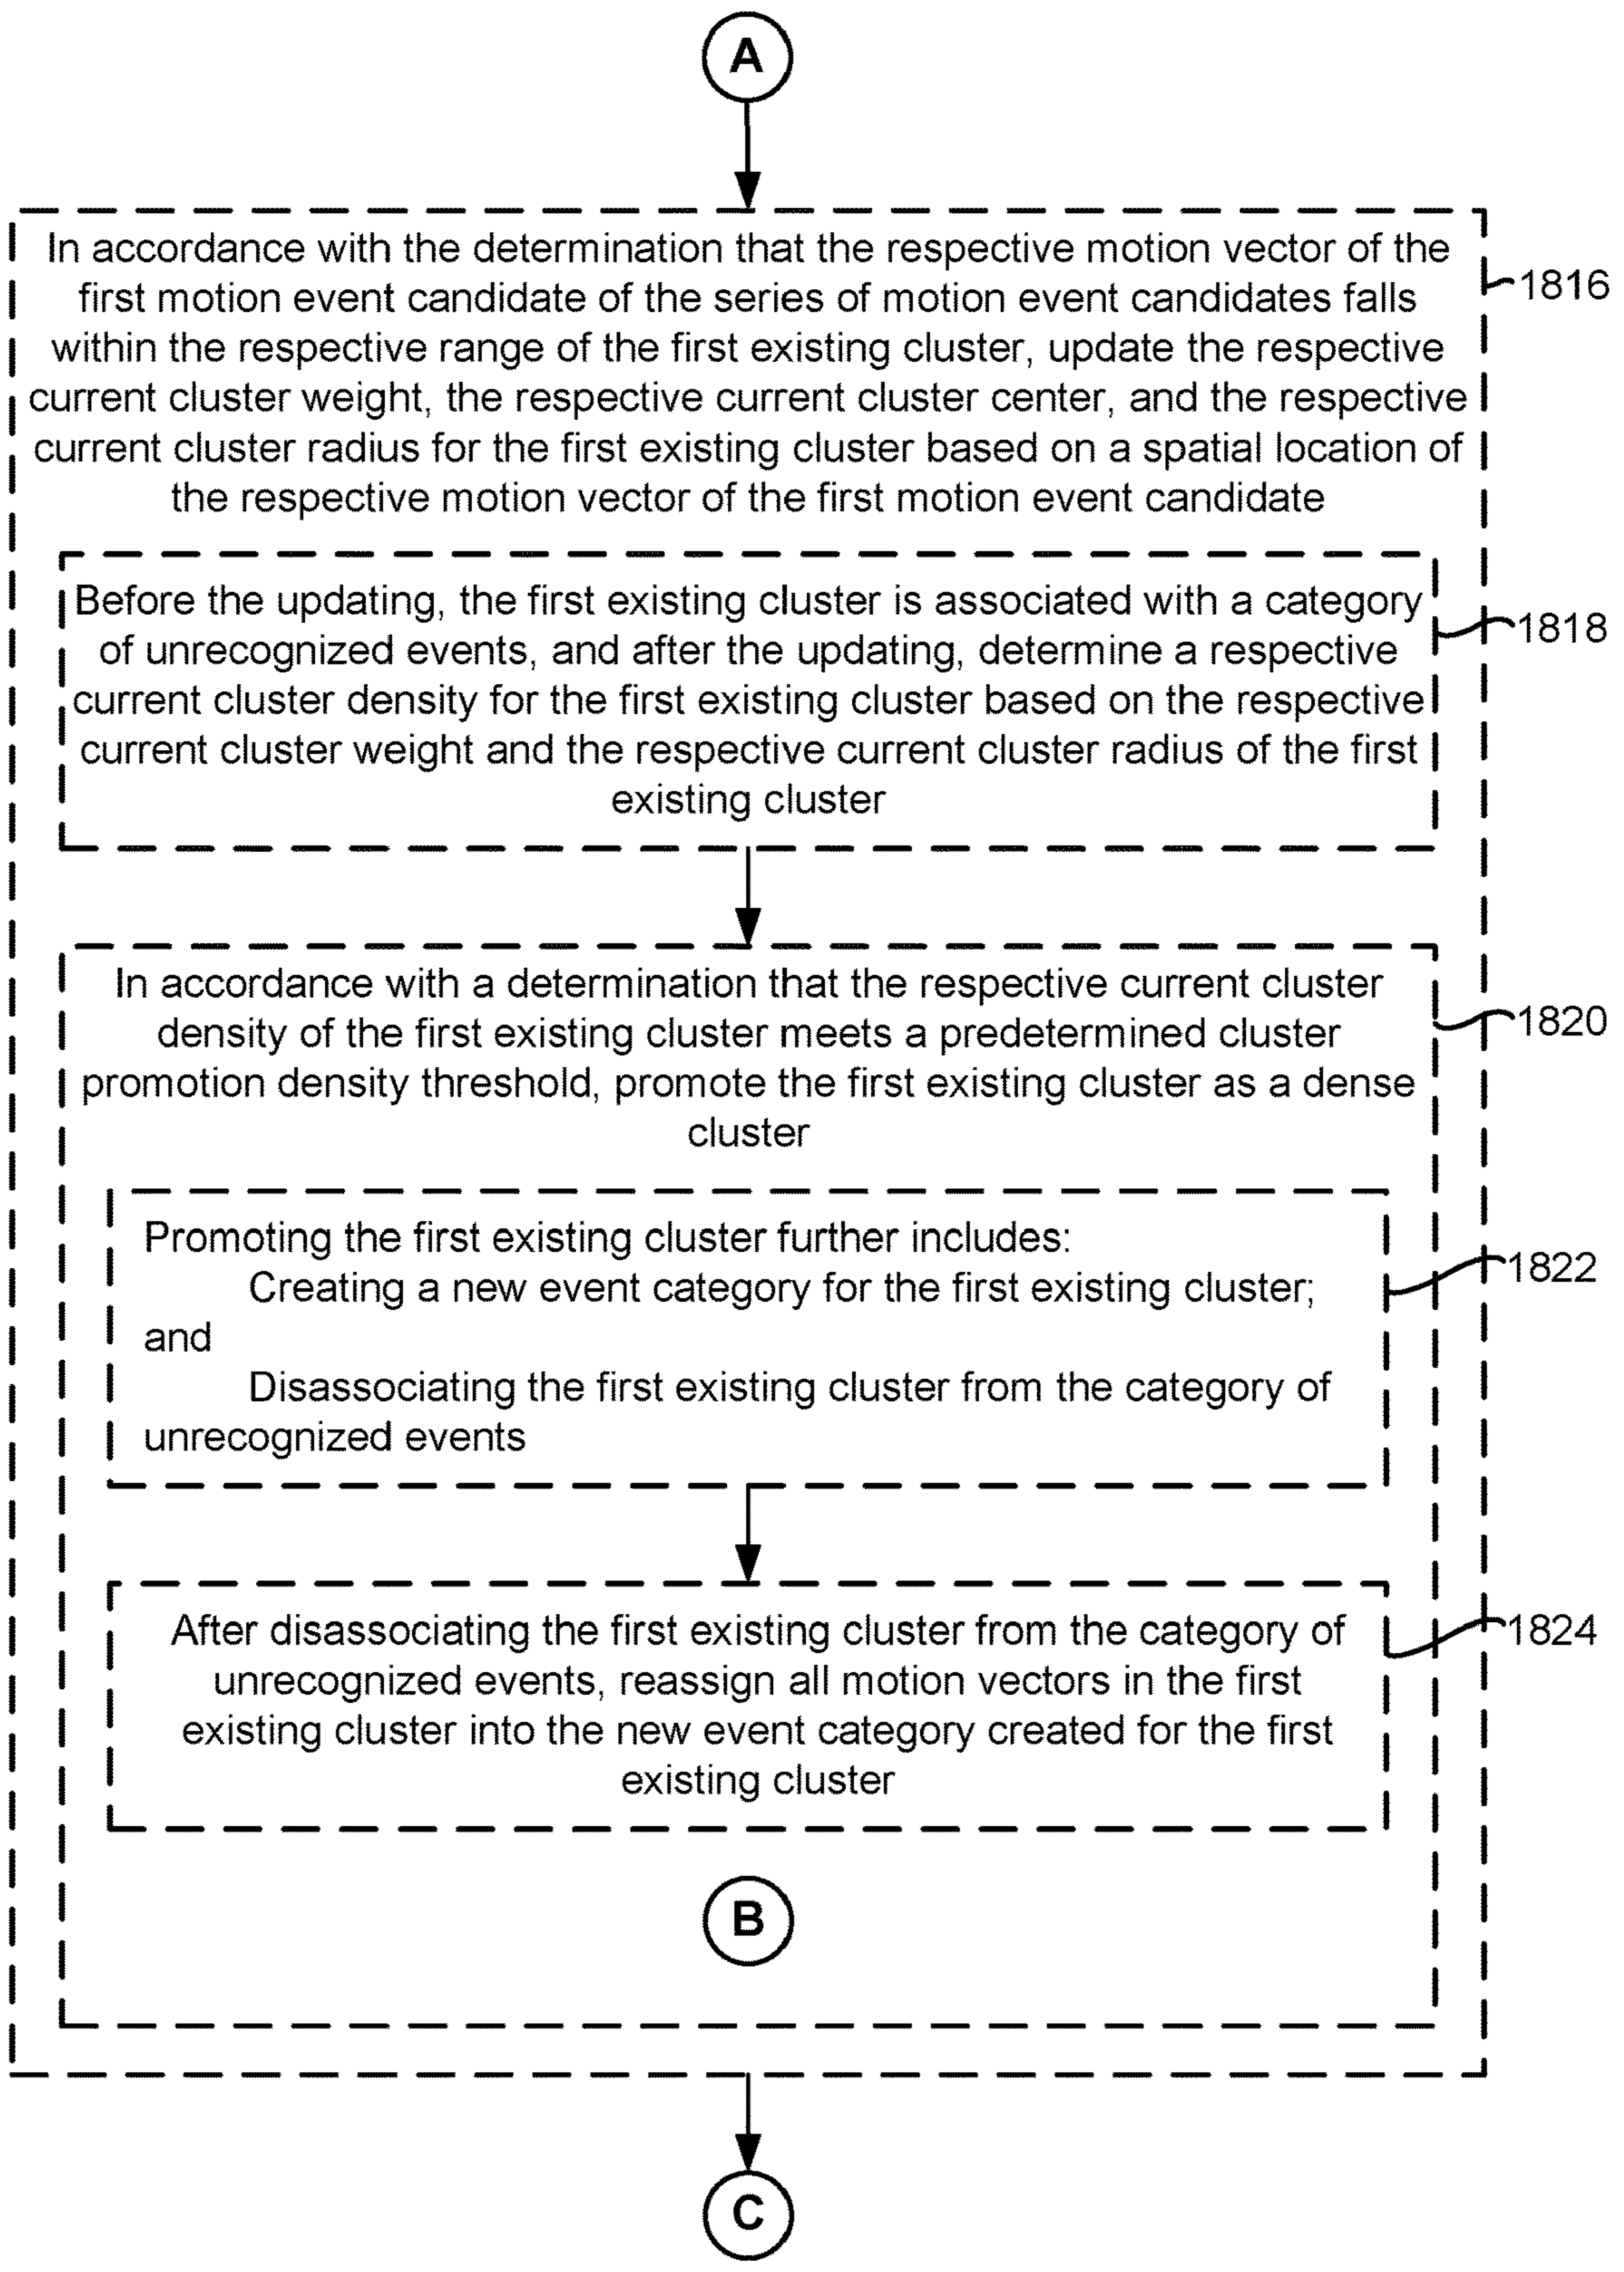 A
In accordance with the determination that the respective motion vector of the
first motion event candidate of the series of motion event candidates falls
within the respective range of the first existing cluster, update the respective
current cluster weight, the respective current cluster center, and the respective
current cluster radius for the first existing cluster based on a spatial location of
the respective motion vector of the first motion event candidate
1816
Before the updating, the first existing cluster is associated with a category
of unrecognized events, and after the updating, determine a respective
current cluster density for the first existing cluster based on the respective
current cluster weight and the respective current cluster radius of the first
existing cluster
1818
In accordance with a determination that the respective current cluster
density of the first existing cluster meets a predetermined cluster
promotion density threshold, promote the first existing cluster as a dense
cluster
1820
Promoting the first existing cluster further includes:
Creating a new event category for the first existing cluster;
and
Disassociating the first existing cluster from the category of
unrecognized events
1822
After disassociating the first existing cluster from the category of
unrecognized events, reassign all motion vectors in the first
existing cluster into the new event category created for the first
existing cluster
1824
B
C